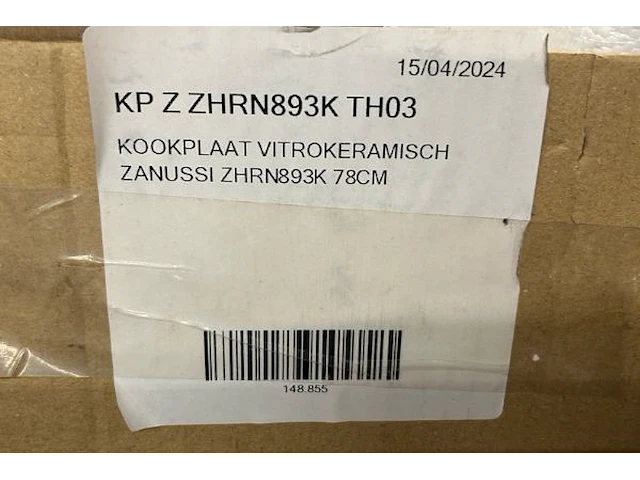 15/04/2024
KP Z ZHRN893K TH03
KOOKPLAAT VITROKERAMISCH
ZANUSSI ZHRN893K 78CM
148.855